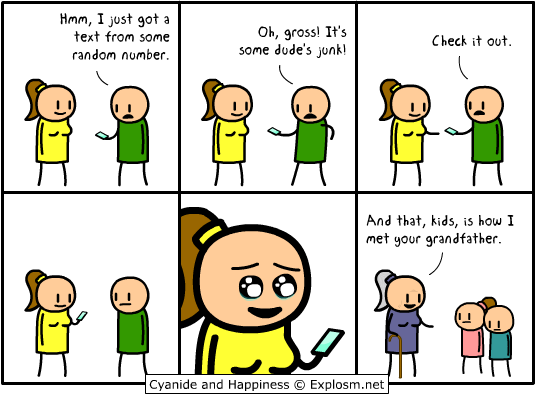 Hmm, I just got a
text from some
random number.
Oh, gross! It's
some dude's junk!
Check it out.
And that, kids, is how I
met your grandfather.
Cyanide and Happiness © Explosm.net